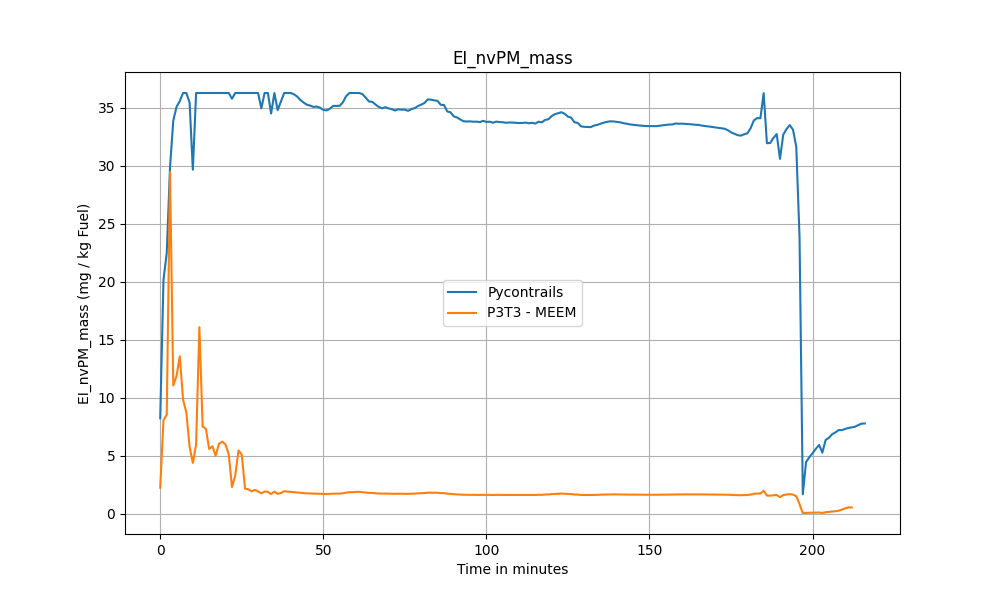 EI_nvPM_mass
EI_nvPM_mass (mg / kg Fuel)
35
30
25
20
15
10
5
0
Pycontrails
P3T3 - MEEM
0 50 100 150 200
Time in minutes